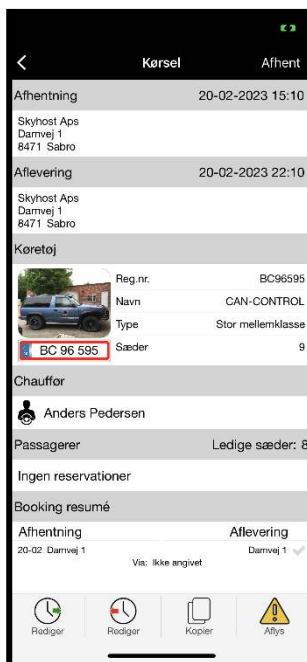 Kørsel Afhent
Afhentning 20-02-2023 15:10
Skyhost Aps
Damvej 1
8471 Sabro
Aflevering 20-02-2023 22:10
Skyhost Aps
Damvej 1
8471 Sabro
Køretøj
Reg.nr. BC96595
Navn CAN-CONTROL
Type Stor mellemklasse
BC 96 595
Sæder 9
Chauffør
Anders Pedersen
Passagerer Ledige sæder: 8
Ingen reservationer
Booking resumé
Afhentning Aflevering
20-02 Damvej 1 Damvej 1
Via: Ikke angivet
Rediger Rediger Kopier Aflys